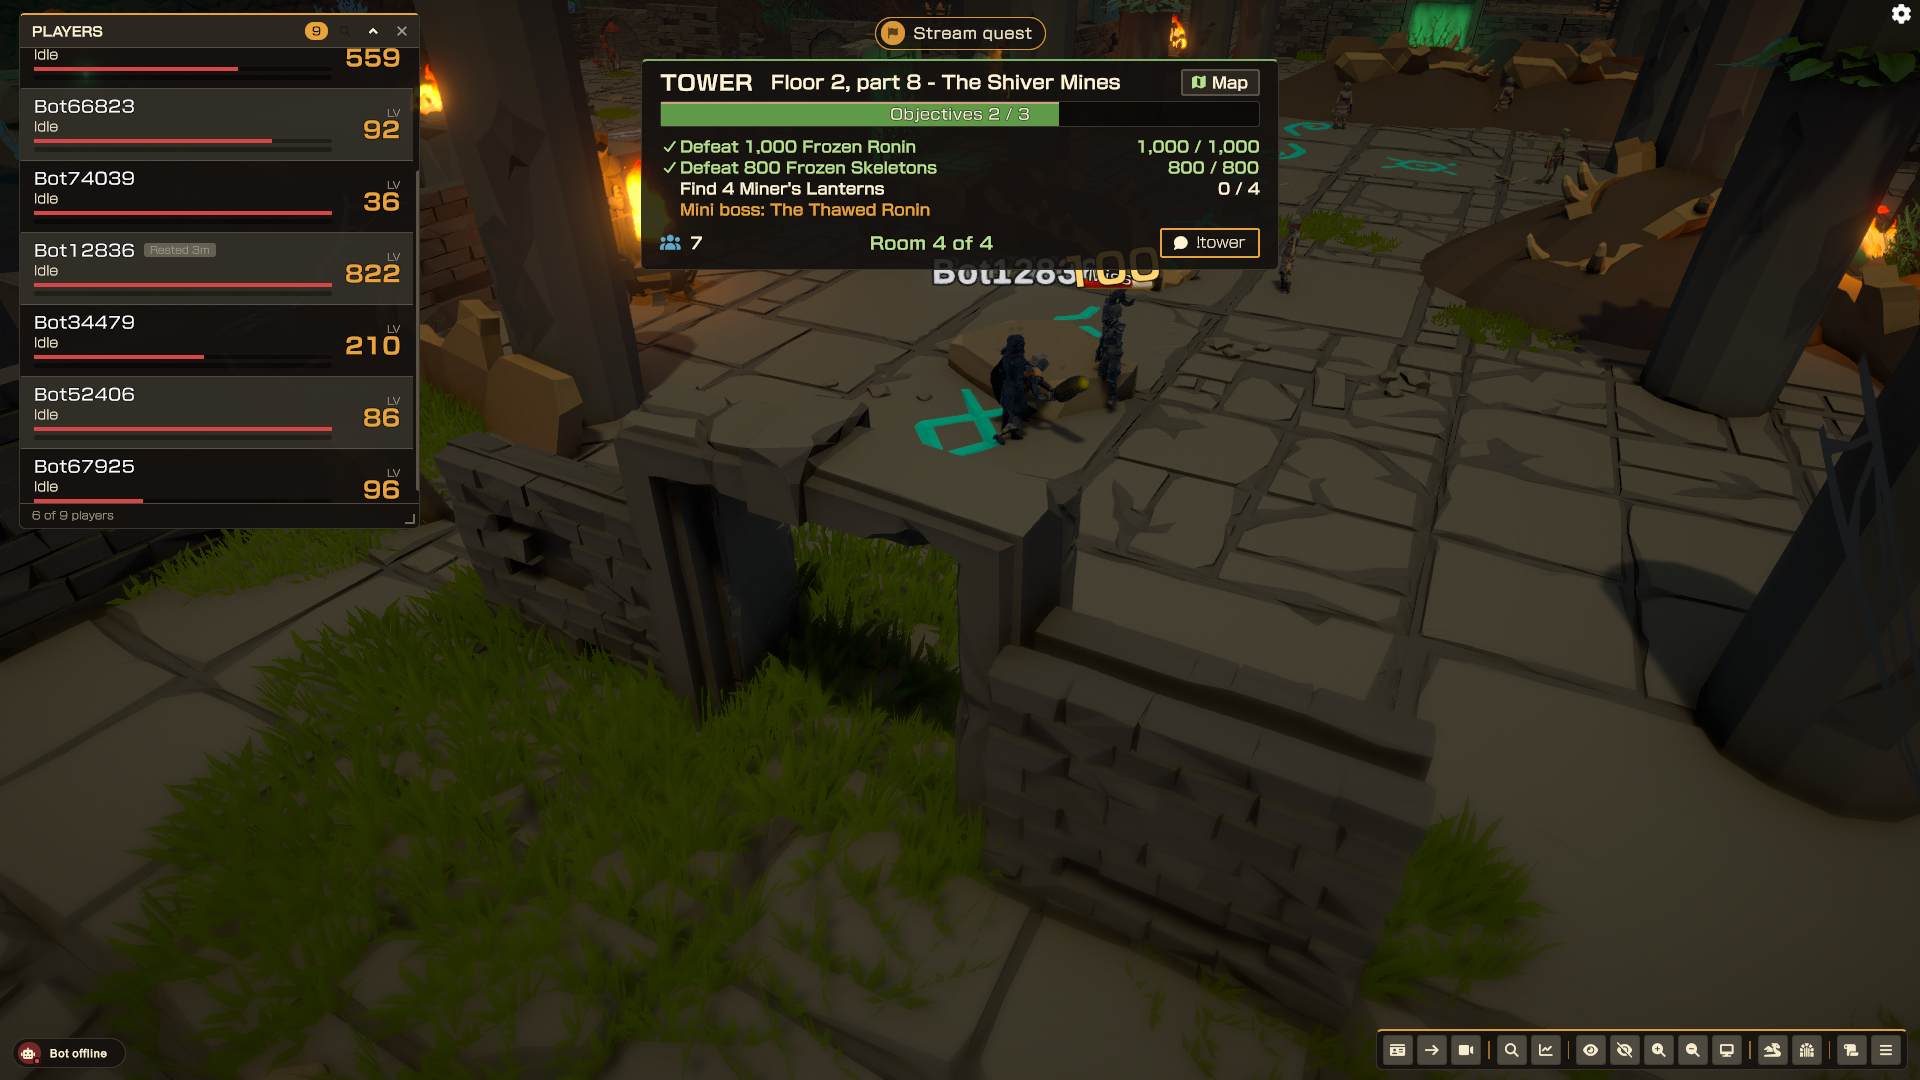 PLAYERS 9
Idle 559
Bot66823
LV
Idle 92
Bot74039
LV
Idle 36
Bot12836 Rested 3m
LV
Idle 822
Bot34479
LV
Idle 210
Bot52406
LV
Idle 86
Bot67925
LV
Idle 96
6 of 9 players
Stream quest
TOWER Floor 2, part 8 - The Shiver Mines Map
Objectives 2 / 3
Defeat 1,000 Frozen Ronin 1,000 / 1,000
Defeat 800 Frozen Skeletons 800 / 800
Find 4 Miner's Lanterns 0 / 4
Mini boss: The Thawed Ronin
7 Room 4 of 4 !tower
100
Bot offline